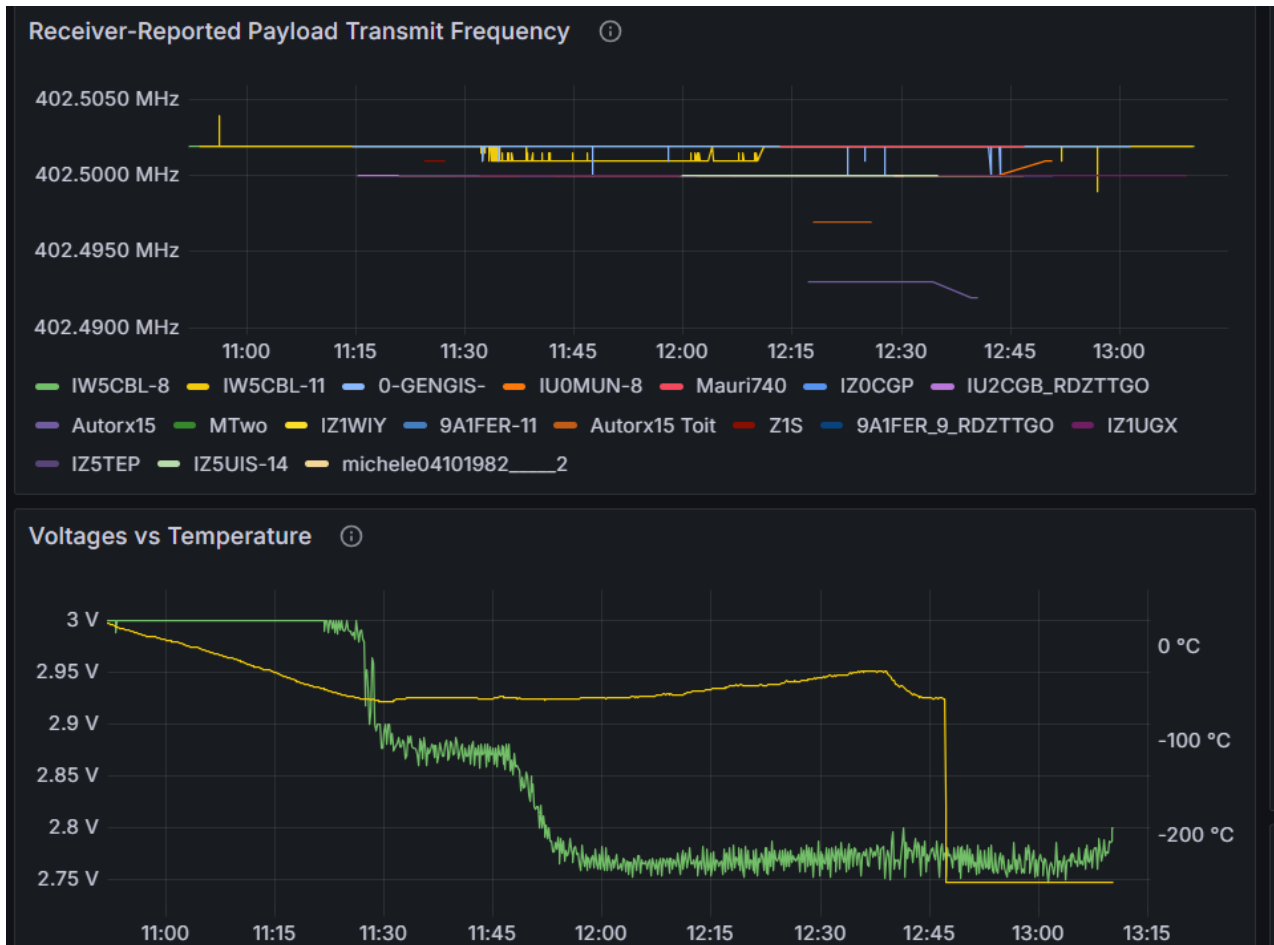 Receiver-Reported Payload Transmit Frequency
402.5050 MHz
402.5000 MHz
402.4950 MHz
402.4900 MHz
11:00 11:15 11:30 11:45 12:00 12:15 12:30 12:45 13:00
IW5CBL-8 IW5CBL-11 0-GENGIS- IU0MUN-8 Mauri740 IZ0CGP IU2CGB_RDZTTGO
Autorx15 MTwo IZ1WIY 9A1FER-11 Autorx15 Toit Z1S 9A1FER_9_RDZTTGO IZ1UGX
IZ5TEP IZ5UIS-14 michele04101982_____2
Voltages vs Temperature
3 V
0 °C
2.95 V
2.9 V
-100 °C
2.85 V
2.8 V
-200 °C
2.75 V
11:00 11:15 11:30 11:45 12:00 12:15 12:30 12:45 13:00 13:15